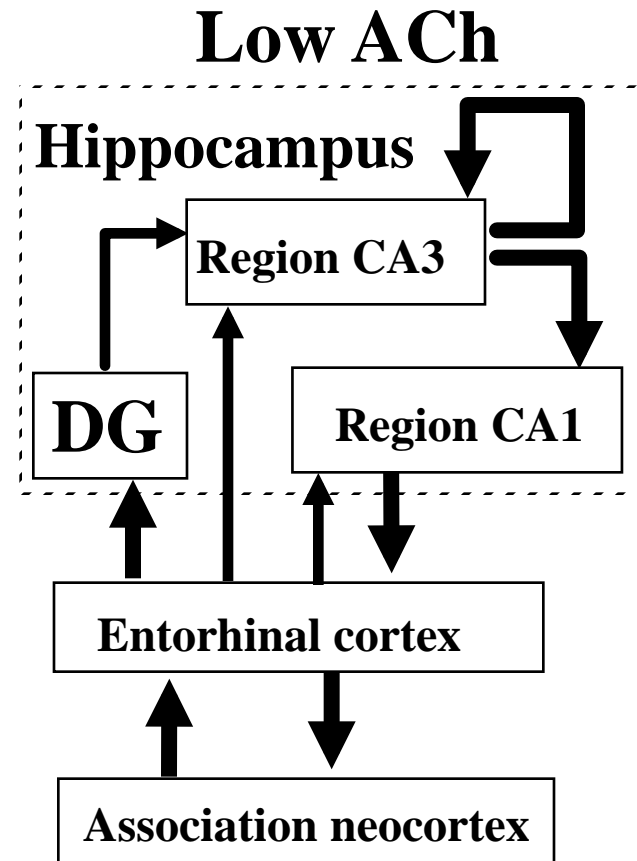 Low ACh
Hippocampus
Region CA3
DG
Region CA1
Entorhinal cortex
Association neocortex